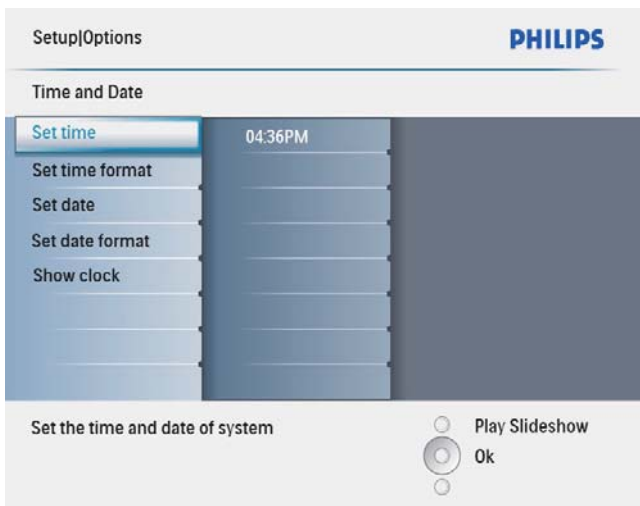 Setup|Options
PHILIPS
Time and Date
Set time
04:36PM
Set time format
Set date
Set date format
Show clock
Set the time and date of system
Play Slideshow
Ok